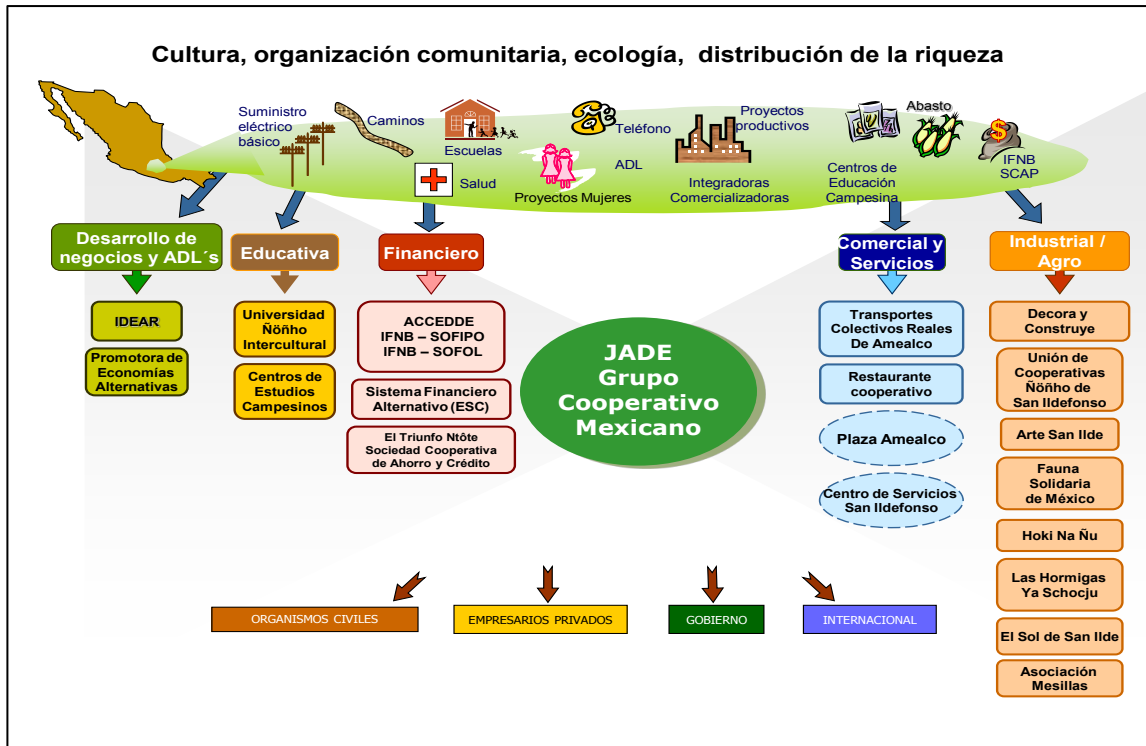 Cultura, organización comunitaria, ecología, distribución de la riqueza
Suministro
eléctrico
básico
Caminos
Escuelas
Salud
Teléfono
Proyectos Mujeres
ADL
Proyectos
productivos
Integradoras
Comercializadoras
Abasto
Centros de
Educación
Campesina
$
IFNB
SCAP
Desarrollo de
negocios y ADL´s
IDEAR
Promotora de
Economías
Alternativas
Educativa
Universidad
Ñöñho
Intercultural
Centros de
Estudios
Campesinos
Financiero
ACCEDDE
IFNB – SOFIPO
IFNB – SOFOL
Sistema Financiero
Alternativo (ESC)
El Triunfo Ntôte
Sociedad Cooperativa
de Ahorro y Crédito
JADE
Grupo
Cooperativo
Mexicano
Comercial y
Servicios
Transportes
Colectivos Reales
De Amealco
Restaurante
cooperativo
Plaza Amealco
Centro de Servicios
San Ildefonso
Industrial /
Agro
Decora y
Construye
Unión de
Cooperativas
Ñöñho de
San Ildefonso
Arte San Ilde
Fauna
Solidaria
de México
Hoki Na Ñu
Las Hormigas
Ya Schocju
El Sol de San Ilde
Asociación
Mesillas
ORGANISMOS CIVILES
EMPRESARIOS PRIVADOS
GOBIERNO
INTERNACIONAL